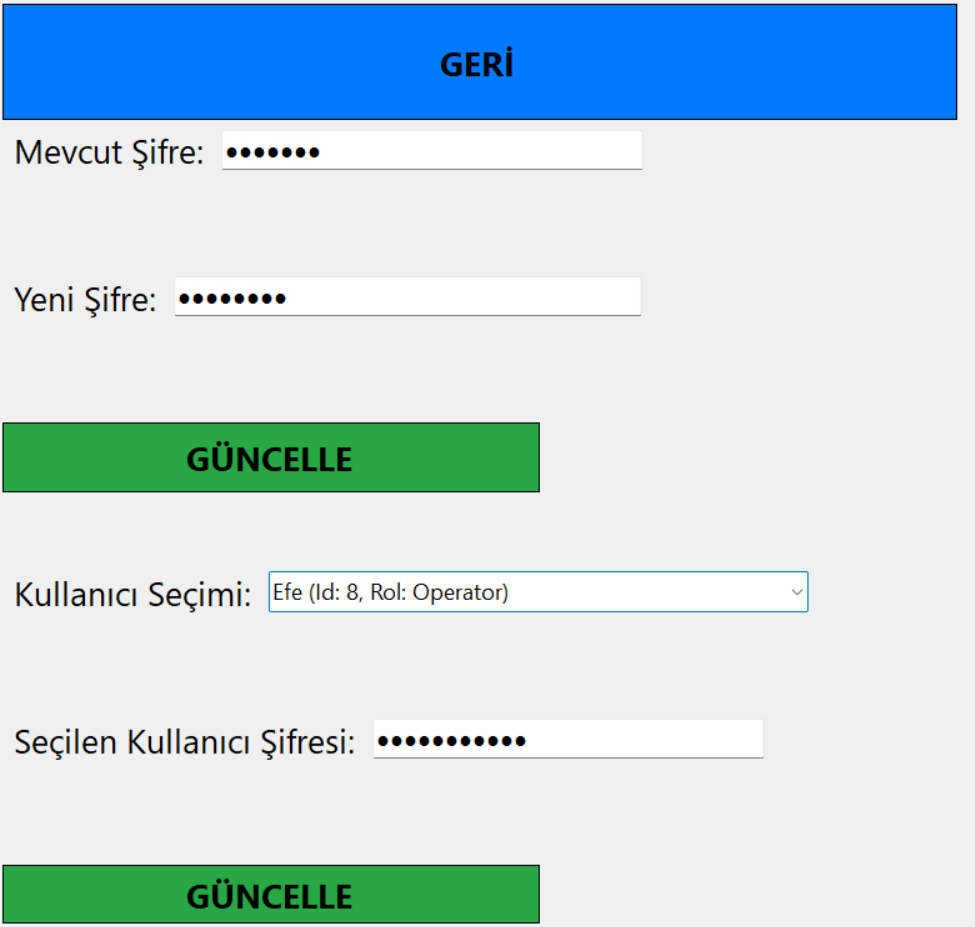 GERİ
Mevcut Şifre: •••••••
Yeni Şifre: ••••••••
GÜNCELLE
Kullanıcı Seçimi: Efe (Id: 8, Rol: Operator)
Seçilen Kullanıcı Şifresi: •••••••••••
GÜNCELLE